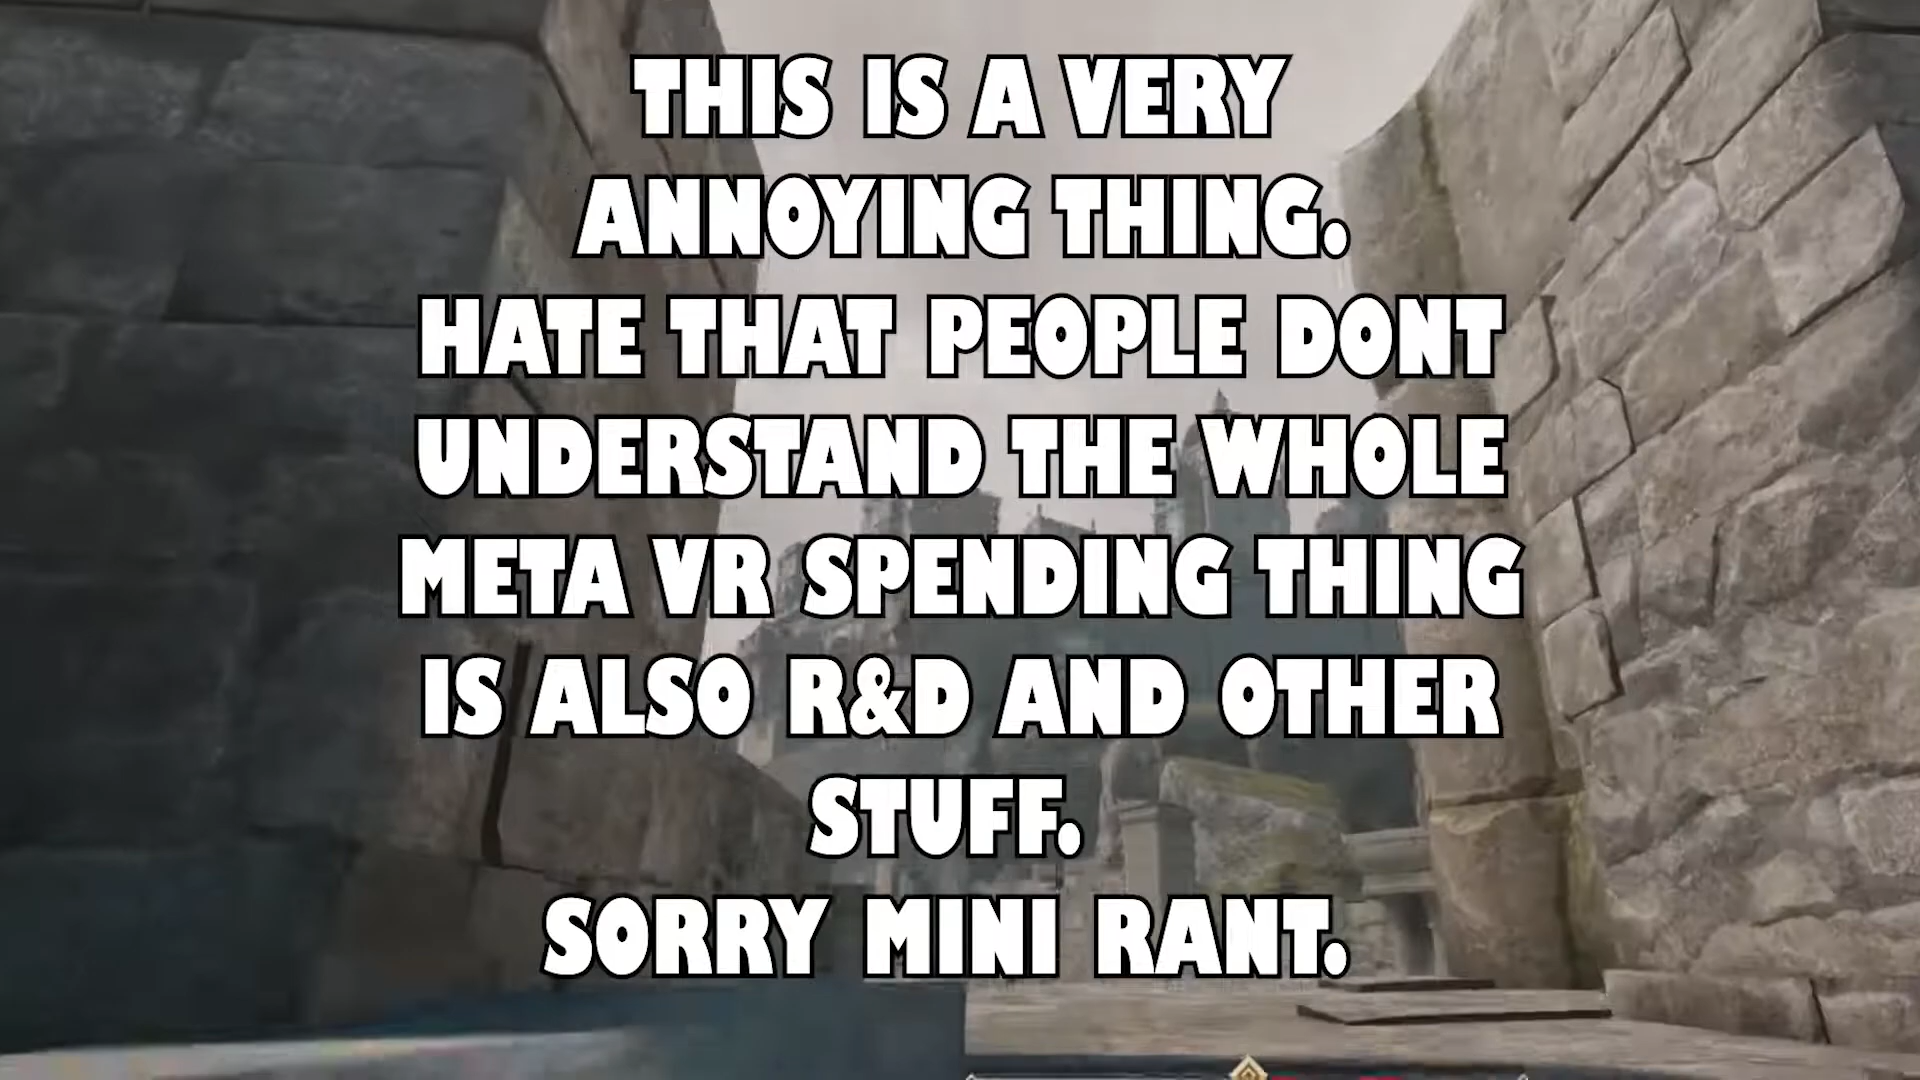 THIS IS A VERY
ANNOYING THING.
HATE THAT PEOPLE DONT
UNDERSTAND THE WHOLE
META VR SPENDING THING
IS ALSO R&D AND OTHER
STUFF.
SORRY MINI RANT.